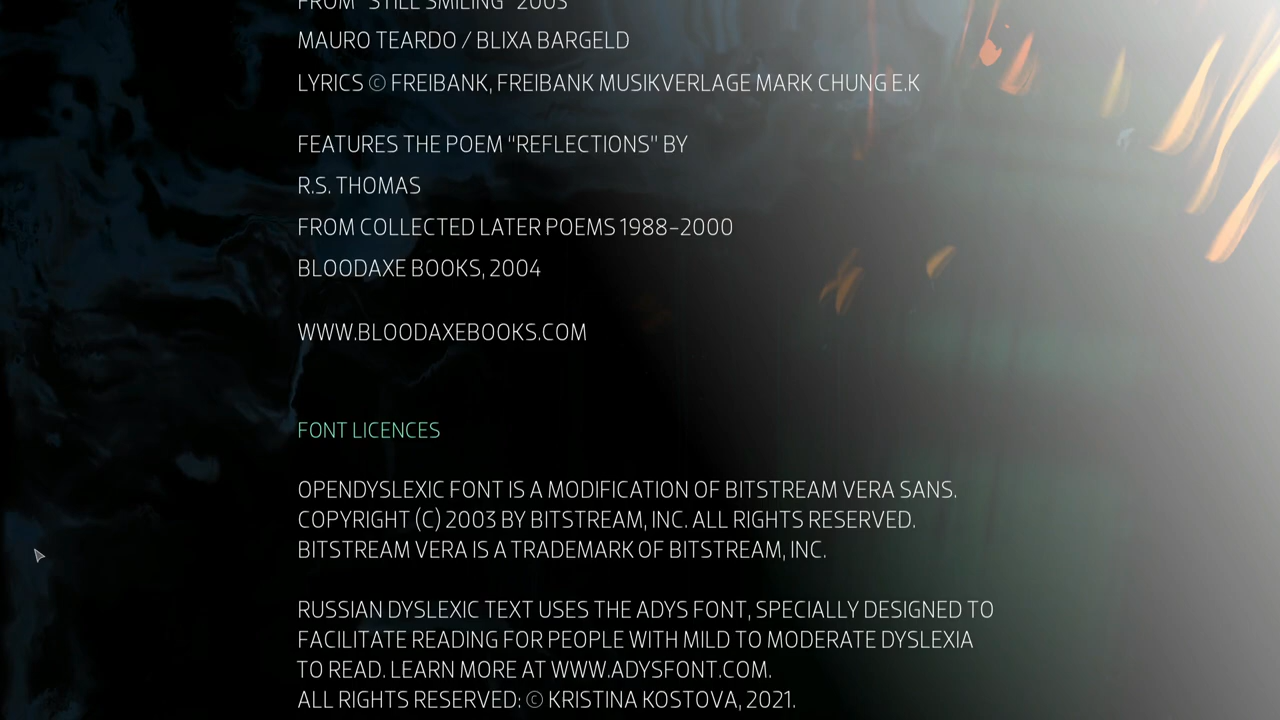 FROM "STILL SMILING" 2003
MAURO TEARDO / BLIXA BARGELD
LYRICS © FREIBANK, FREIBANK MUSIKVERLAGE MARK CHUNG E.K
FEATURES THE POEM "REFLECTIONS" BY
R.S. THOMAS
FROM COLLECTED LATER POEMS 1988-2000
BLOODAXE BOOKS, 2004
WWW.BLOODAXEBOOKS.COM
FONT LICENCES
OPENDYSLEXIC FONT IS A MODIFICATION OF BITSTREAM VERA SANS.
COPYRIGHT (C) 2003 BY BITSTREAM, INC. ALL RIGHTS RESERVED.
BITSTREAM VERA IS A TRADEMARK OF BITSTREAM, INC.
RUSSIAN DYSLEXIC TEXT USES THE ADYS FONT, SPECIALLY DESIGNED TO
FACILITATE READING FOR PEOPLE WITH MILD TO MODERATE DYSLEXIA
TO READ. LEARN MORE AT WWW.ADYSFONT.COM.
ALL RIGHTS RESERVED: © KRISTINA KOSTOVA, 2021.